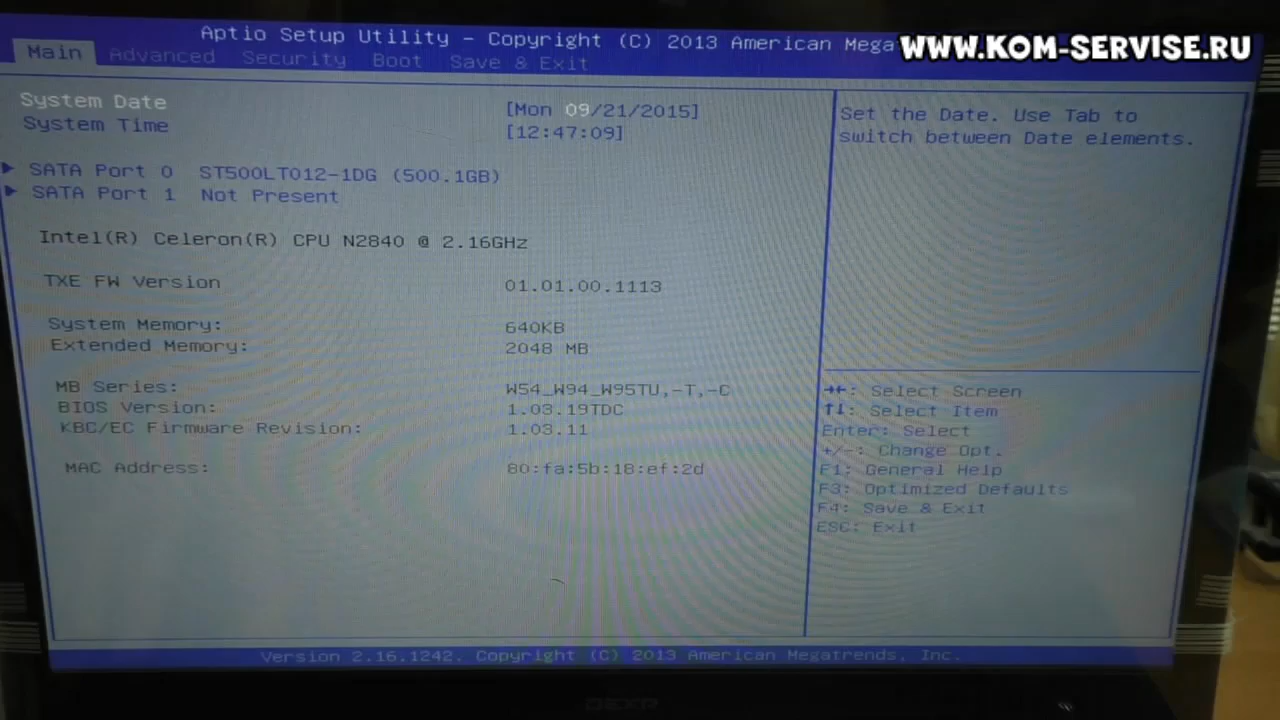 Aptio Setup Utility - Copyright (C) 2013 American Mega
WWW.KOM-SERVISE.RU
Main Advanced Security Boot Save & Exit
System Date [Mon 09/21/2015]
System Time [12:47:09]
SATA Port 0 ST500LT012-1DG (500.1GB)
SATA Port 1 Not Present
Intel(R) Celeron(R) CPU N2840 @ 2.16GHz
TXE FW Version 01.01.00.1113
System Memory: 640KB
Extended Memory: 2048 MB
MB Series: W54_W94_W95TU,-T,-C
BIOS Version: 1.03.19TDC
KBC/EC Firmware Revision: 1.03.11
MAC Address: 80:fa:5b:18:ef:2d
Set the Date. Use Tab to
switch between Date elements.
→←: Select Screen
↑↓: Select Item
Enter: Select
+/-: Change Opt.
F1: General Help
F3: Optimized Defaults
F4: Save & Exit
ESC: Exit
Version 2.16.1242. Copyright (C) 2013 American Megatrends, Inc.
DEXP